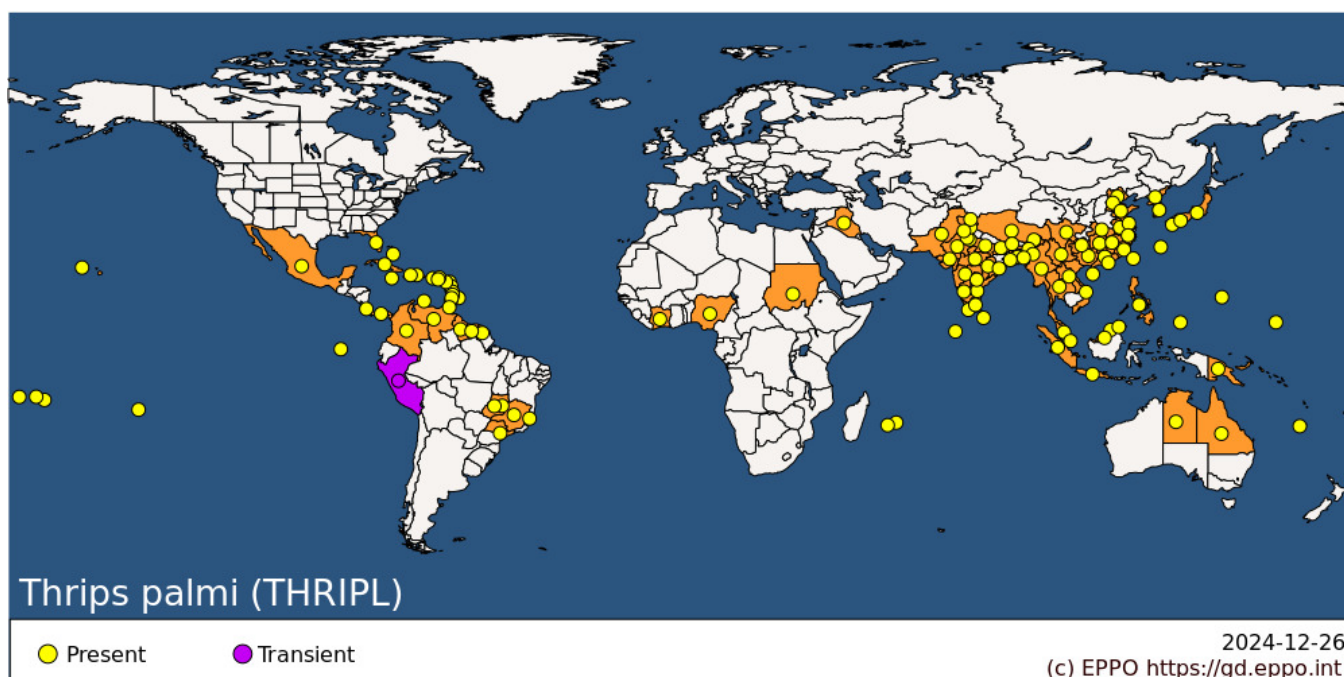 Thrips palmi (THRIPL)
Present
Transient
2024-12-26
(c) EPPO https://gd.eppo.int